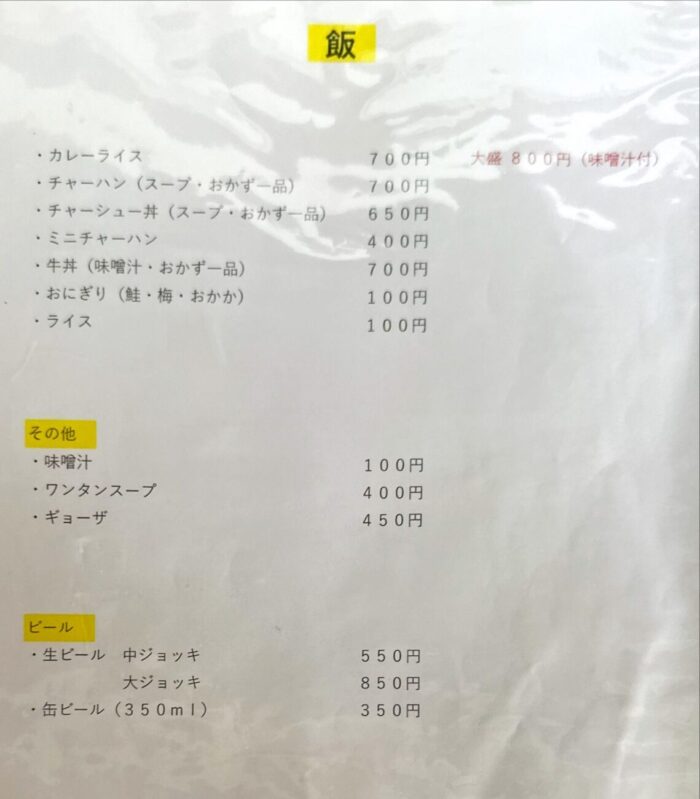 飯
・カレーライス　７００円　大盛 ８００円（味噌汁付）
・チャーハン（スープ・おかず一品）　７００円
・チャーシュー丼（スープ・おかず一品）　６５０円
・ミニチャーハン　４００円
・牛丼（味噌汁・おかず一品）　７００円
・おにぎり（鮭・梅・おかか）　１００円
・ライス　１００円
その他
・味噌汁　１００円
・ワンタンスープ　４００円
・ギョーザ　４５０円
ビール
・生ビール　中ジョッキ　５５０円
大ジョッキ　８５０円
・缶ビール（３５０ｍｌ）　３５０円